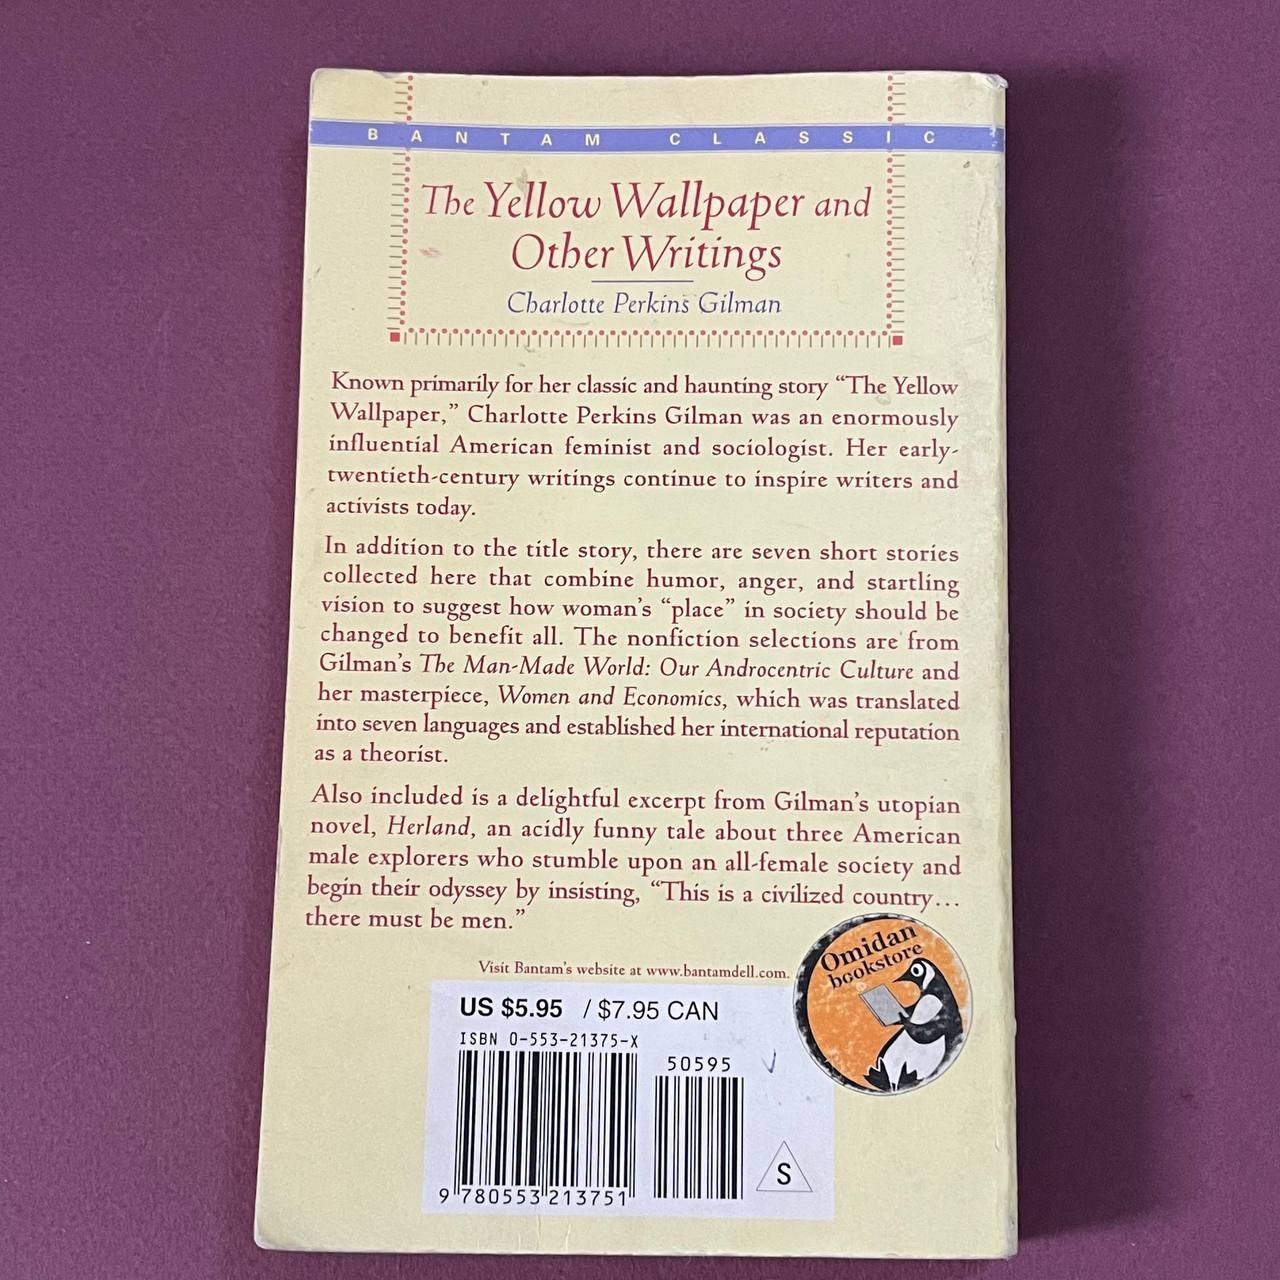 BANTAM CLASSIC
The Yellow Wallpaper and
Other Writings
Charlotte Perkins Gilman
Known primarily for her classic and haunting story “The Yellow
Wallpaper,” Charlotte Perkins Gilman was an enormously
influential American feminist and sociologist. Her early-
twentieth-century writings continue to inspire writers and
activists today.
In addition to the title story, there are seven short stories
collected here that combine humor, anger, and startling
vision to suggest how woman’s “place” in society should be
changed to benefit all. The nonfiction selections are from
Gilman’s The Man-Made World: Our Androcentric Culture and
her masterpiece, Women and Economics, which was translated
into seven languages and established her international reputation
as a theorist.
Also included is a delightful excerpt from Gilman’s utopian
novel, Herland, an acidly funny tale about three American
male explorers who stumble upon an all-female society and
begin their odyssey by insisting, “This is a civilized country…
there must be men.”
Omidan
bookstore
Visit Bantam’s website at www.bantamdell.com.
US $5.95 / $7.95 CAN
ISBN 0-553-21375-X
50595
S
9 780553 213751